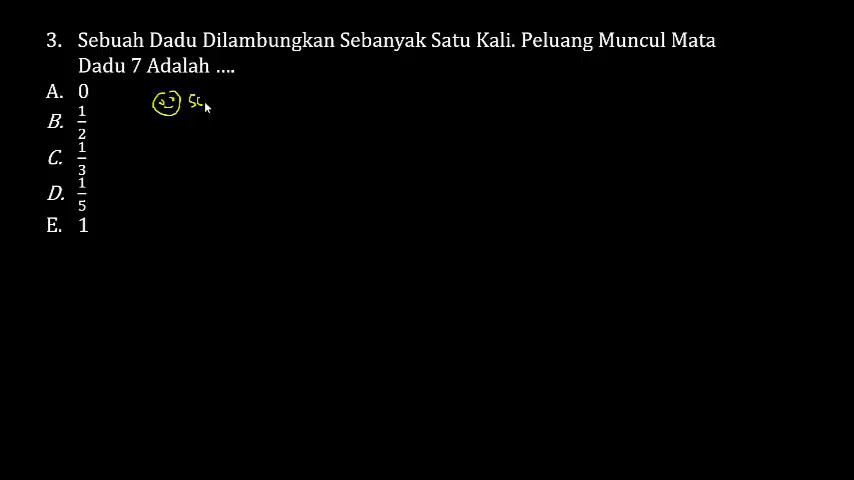 3. Sebuah Dadu Dilambungkan Sebanyak Satu Kali. Peluang Muncul Mata
Dadu 7 Adalah ....
A. 0
B. 1/2
C. 1/3
D. 1/5
E. 1